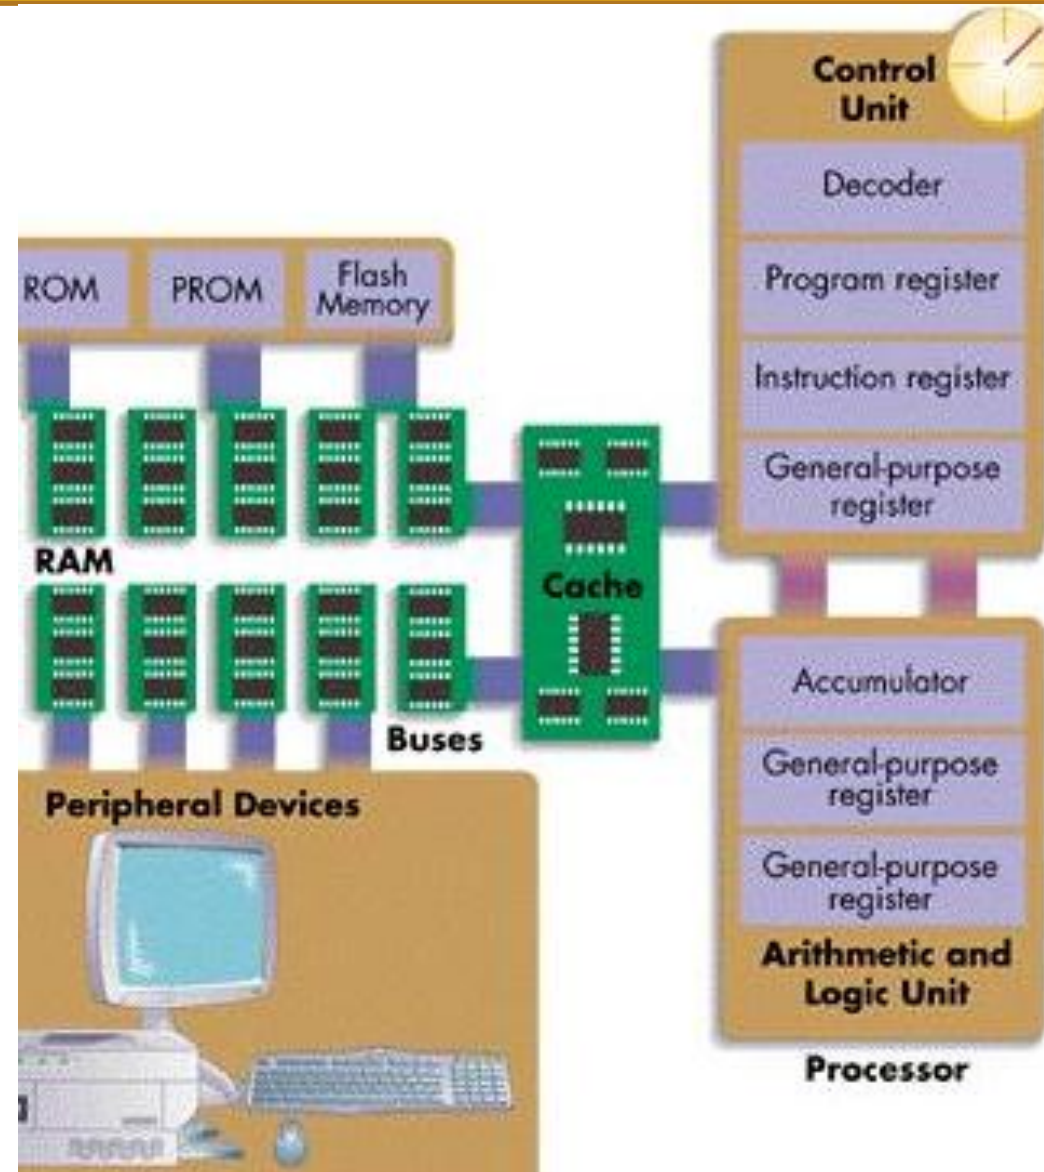 Control
Unit
Decoder
Program register
Instruction register
General-purpose
register
ROM
PROM
Flash
Memory
RAM
Cache
Buses
Peripheral Devices
Accumulator
General-purpose
register
General-purpose
register
Arithmetic and
Logic Unit
Processor